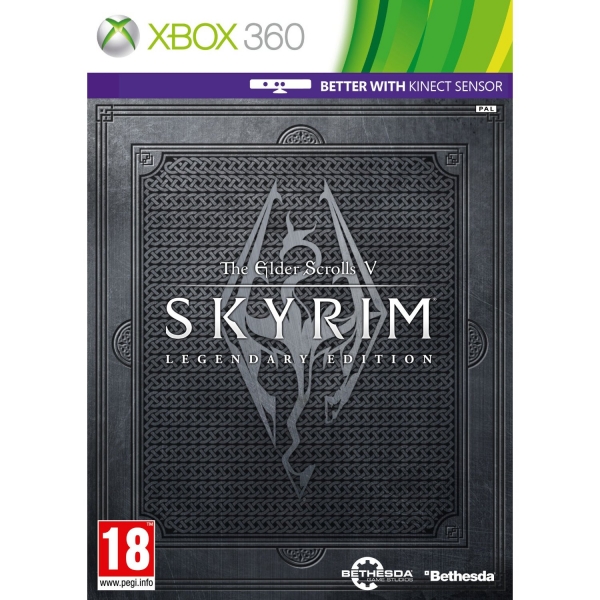 XBOX 360
BETTER WITH KINECT SENSOR
PAL
The Elder Scrolls V
SKYRIM
LEGENDARY EDITION
18
www.pegi.info
BETHESDA
GAME STUDIOS
Bethesda